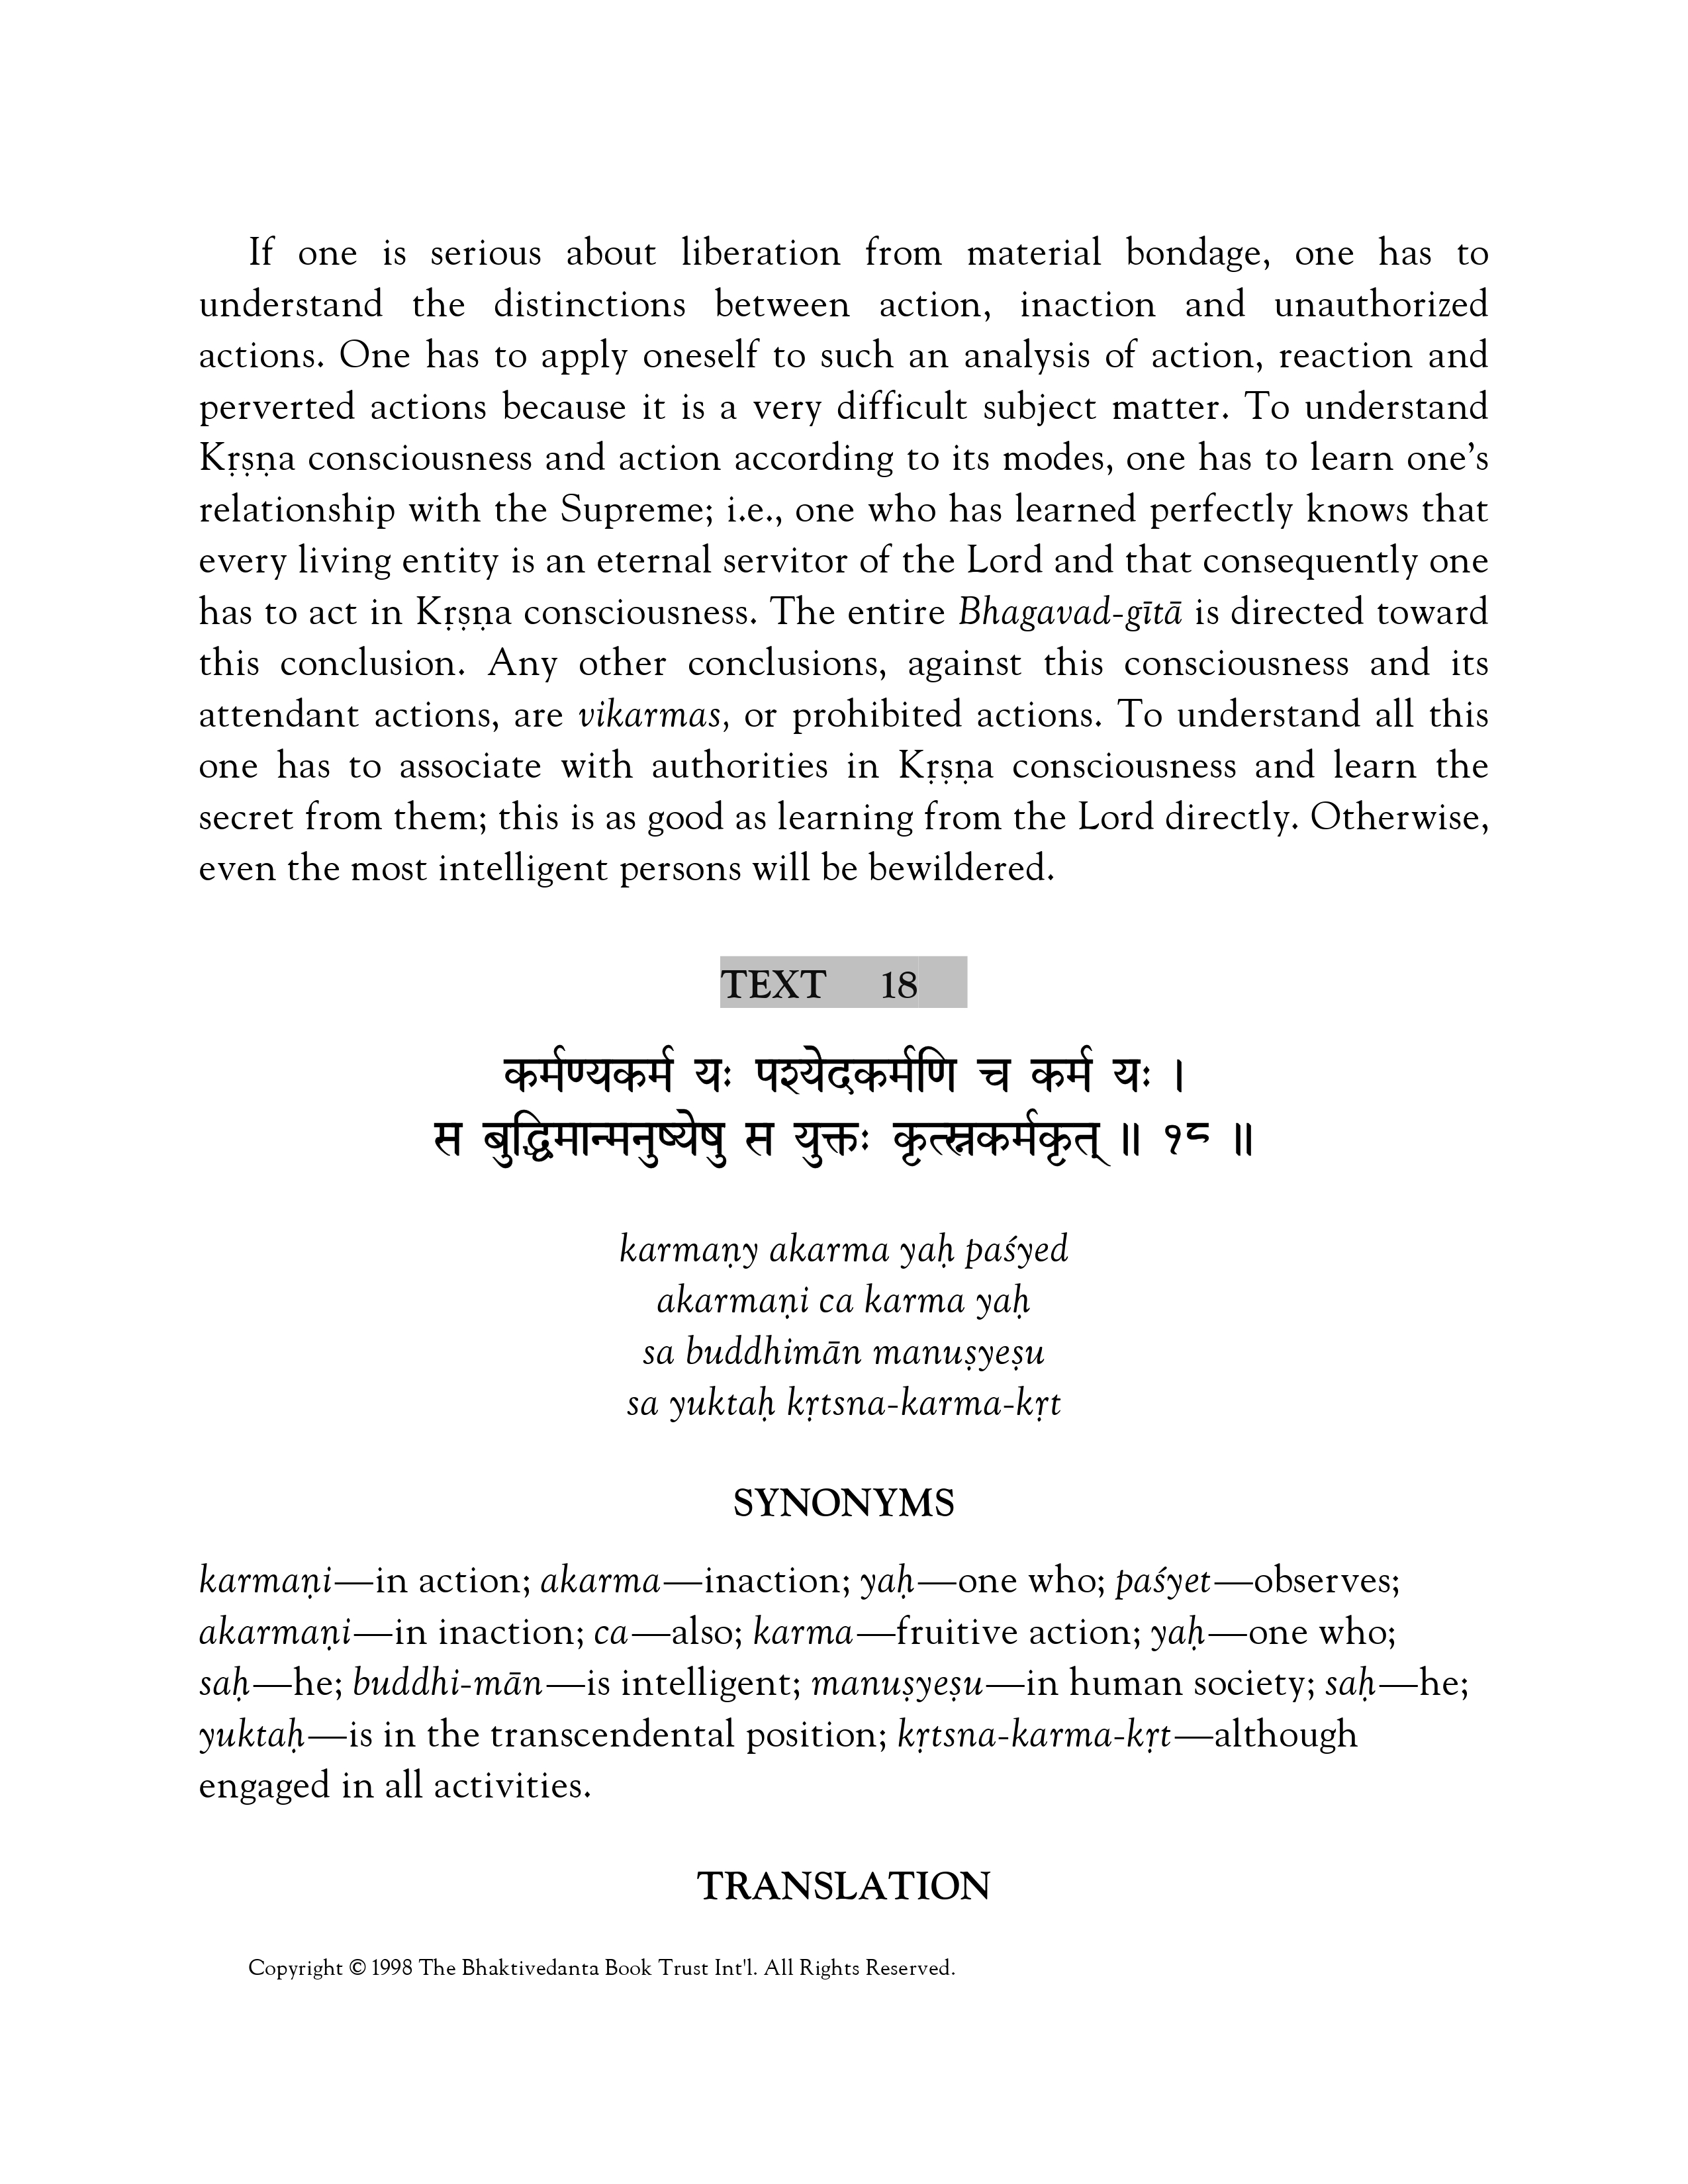 If one is serious about liberation from material bondage, one has to
understand the distinctions between action, inaction and unauthorized
actions. One has to apply oneself to such an analysis of action, reaction and
perverted actions because it is a very difficult subject matter. To understand
Kṛṣṇa consciousness and action according to its modes, one has to learn one’s
relationship with the Supreme; i.e., one who has learned perfectly knows that
every living entity is an eternal servitor of the Lord and that consequently one
has to act in Kṛṣṇa consciousness. The entire Bhagavad-gītā is directed toward
this conclusion. Any other conclusions, against this consciousness and its
attendant actions, are vikarmas, or prohibited actions. To understand all this
one has to associate with authorities in Kṛṣṇa consciousness and learn the
secret from them; this is as good as learning from the Lord directly. Otherwise,
even the most intelligent persons will be bewildered.
TEXT 18
कर्मण्यकर्म यः पश्येदकर्मणि च कर्म यः ।
स बुद्धिमान्मनुष्येषु स युक्तः कृत्स्नकर्मकृत् ॥ १८ ॥
karmaṇy akarma yaḥ paśyed
akarmaṇi ca karma yaḥ
sa buddhimān manuṣyeṣu
sa yuktaḥ kṛtsna-karma-kṛt
SYNONYMS
karmaṇi—in action; akarma—inaction; yaḥ—one who; paśyet—observes;
akarmaṇi—in inaction; ca—also; karma—fruitive action; yaḥ—one who;
saḥ—he; buddhi-mān—is intelligent; manuṣyeṣu—in human society; saḥ—he;
yuktaḥ—is in the transcendental position; kṛtsna-karma-kṛt—although
engaged in all activities.
TRANSLATION
Copyright © 1998 The Bhaktivedanta Book Trust Int'l. All Rights Reserved.